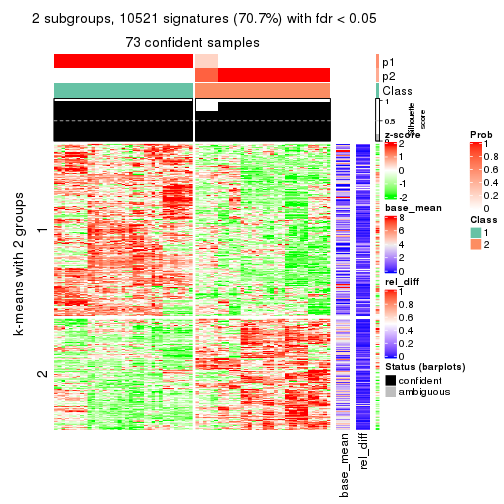 2 subgroups, 10521 signatures (70.7%) with fdr < 0.05
73 confident samples
p1
p2
Class
1
0.5
0
Silhouette
score
k-means with 2 groups
1
2
z-score
2
1
0
-1
-2
base_mean
8
6
4
2
0
rel_diff
1
0.8
0.6
0.4
0.2
0
Status (barplots)
confident
ambiguous
Prob
1
0.8
0.6
0.4
0.2
0
Class
1
2
base_mean
rel_diff